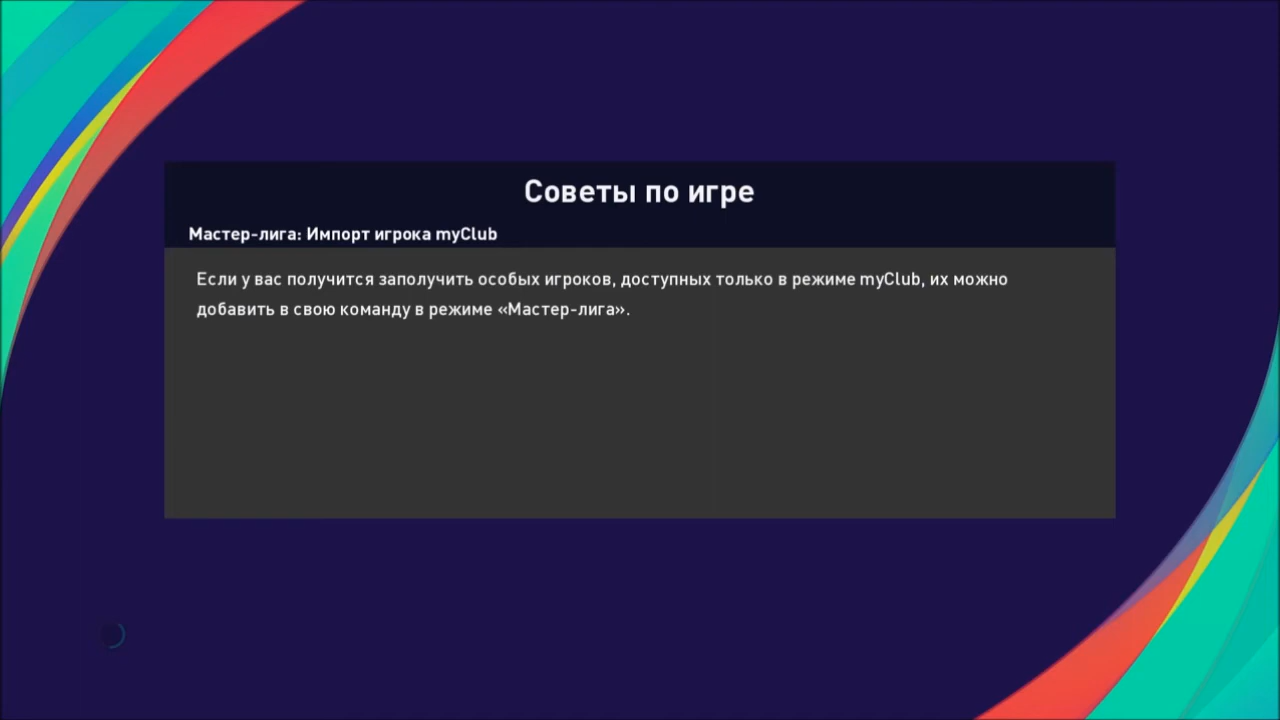 Советы по игре
Мастер-лига: Импорт игрока myClub
Если у вас получится заполучить особых игроков, доступных только в режиме myClub, их можно
добавить в свою команду в режиме «Мастер-лига».